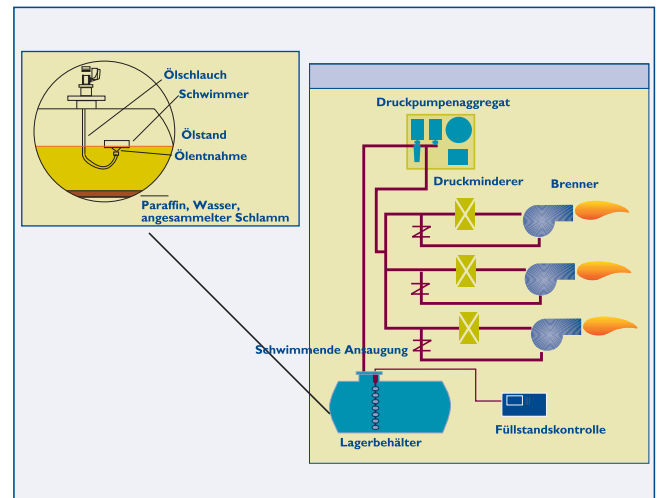 Ölschlauch
Schwimmer
Ölstand
Ölentnahme
Paraffin, Wasser,
angesammelter Schlamm
Druckpumpenaggregat
Druckminderer
Brenner
Schwimmende Ansaugung
Lagerbehälter
Füllstandskontrolle